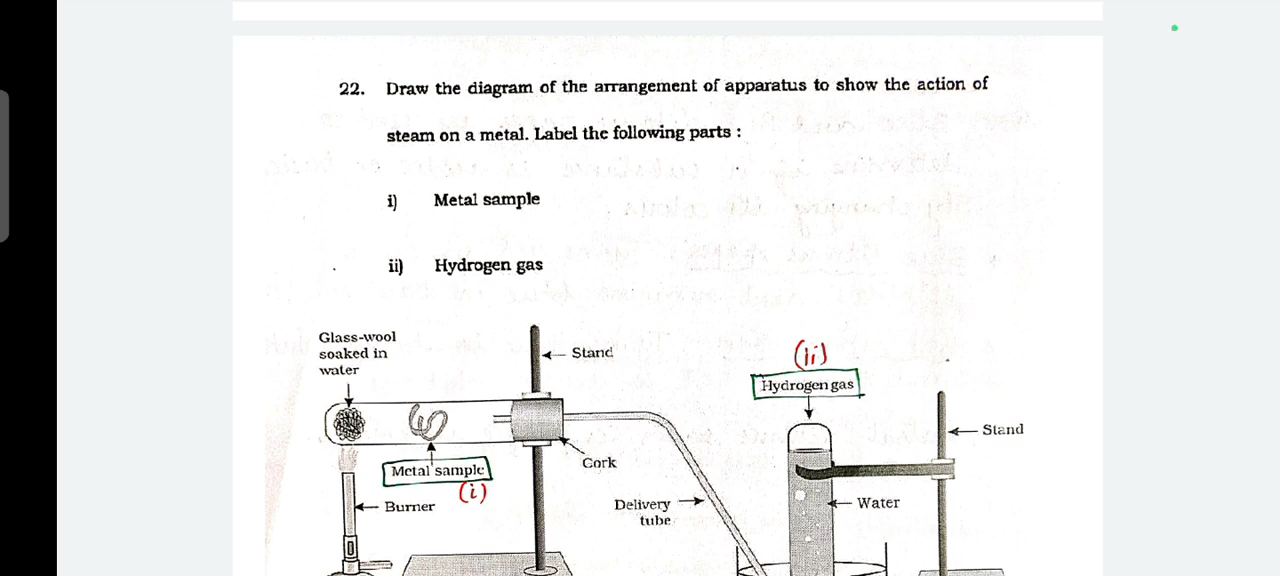 22. Draw the diagram of the arrangement of apparatus to show the action of
steam on a metal. Label the following parts :
i) Metal sample
ii) Hydrogen gas
Glass-wool
soaked in
water
Stand
(ii)
Hydrogen gas
Stand
Metal sample
(i)
Cork
Burner
Delivery
tube
Water